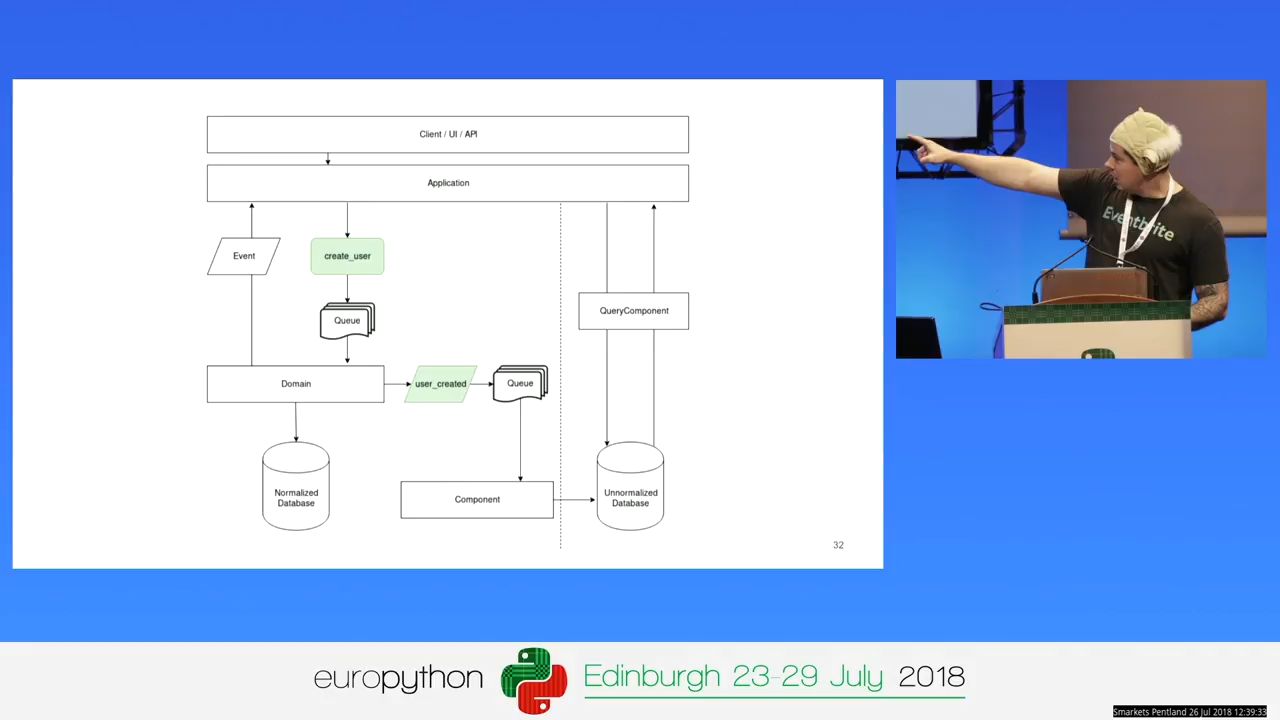 Client / UI / API
Application
Event
create_user
Queue
QueryComponent
Domain
user_created
Queue
Normalized
Database
Component
Unnormalized
Database
32
Eventbrite
europython
Edinburgh 23-29 July 2018
Smarkets Pentland 26 Jul 2018 12:39:33